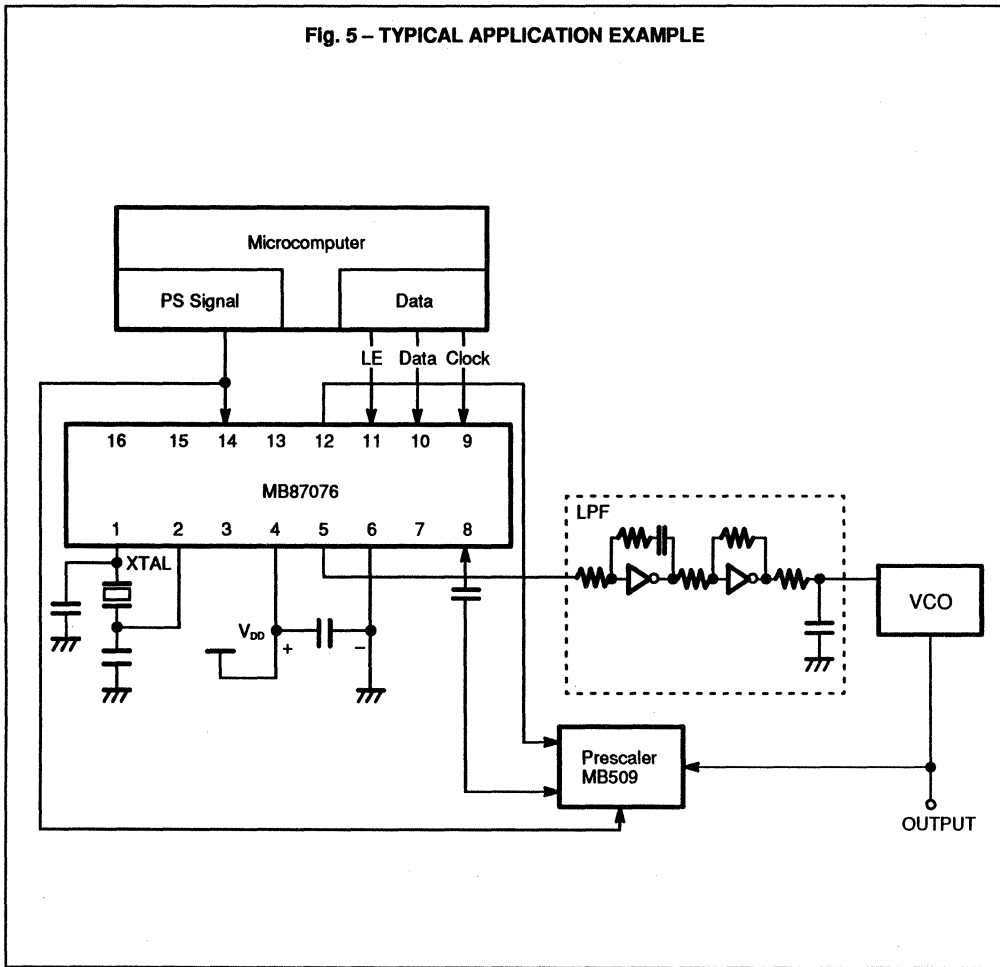 Fig. 5 – TYPICAL APPLICATION EXAMPLE
Microcomputer
PS Signal
Data
LE Data Clock
16 15 14 13 12 11 10 9
MB87076
1 2 3 4 5 6 7 8
XTAL
LPF
VCO
VDD
+ −
Prescaler
MB509
OUTPUT